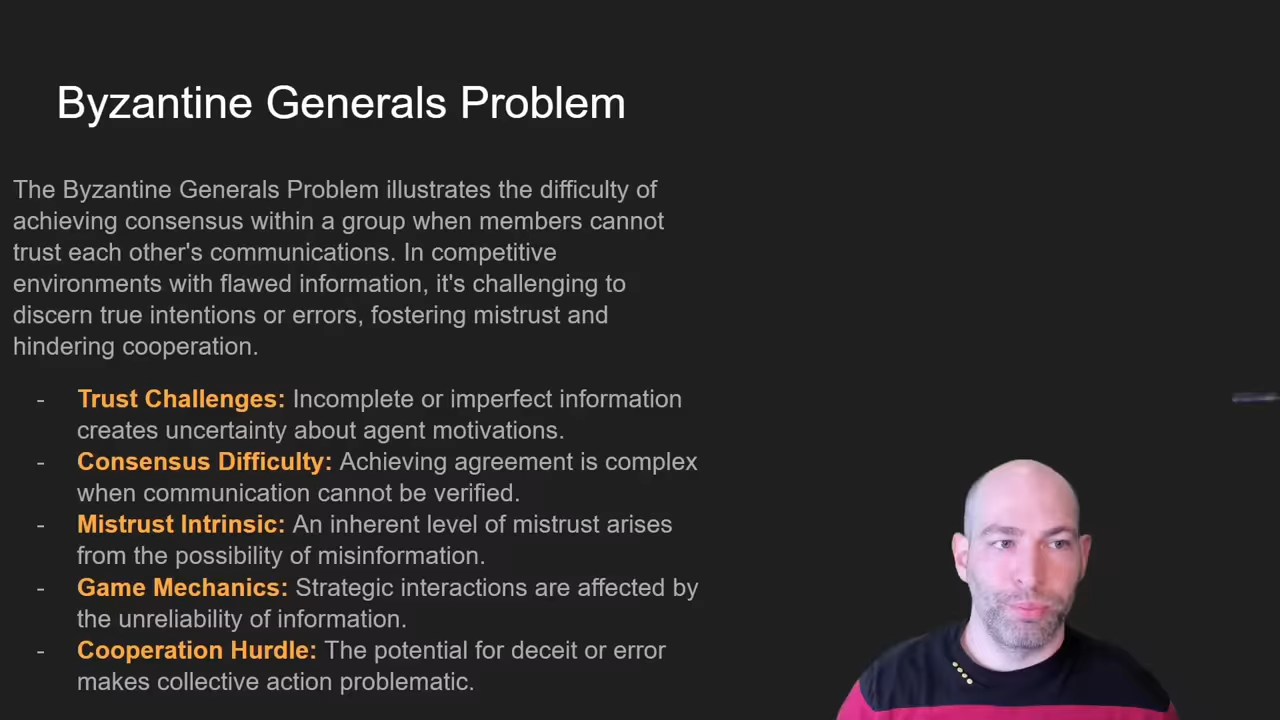 Byzantine Generals Problem
The Byzantine Generals Problem illustrates the difficulty of
achieving consensus within a group when members cannot
trust each other's communications. In competitive
environments with flawed information, it's challenging to
discern true intentions or errors, fostering mistrust and
hindering cooperation.
- Trust Challenges: Incomplete or imperfect information
creates uncertainty about agent motivations.
- Consensus Difficulty: Achieving agreement is complex
when communication cannot be verified.
- Mistrust Intrinsic: An inherent level of mistrust arises
from the possibility of misinformation.
- Game Mechanics: Strategic interactions are affected by
the unreliability of information.
- Cooperation Hurdle: The potential for deceit or error
makes collective action problematic.